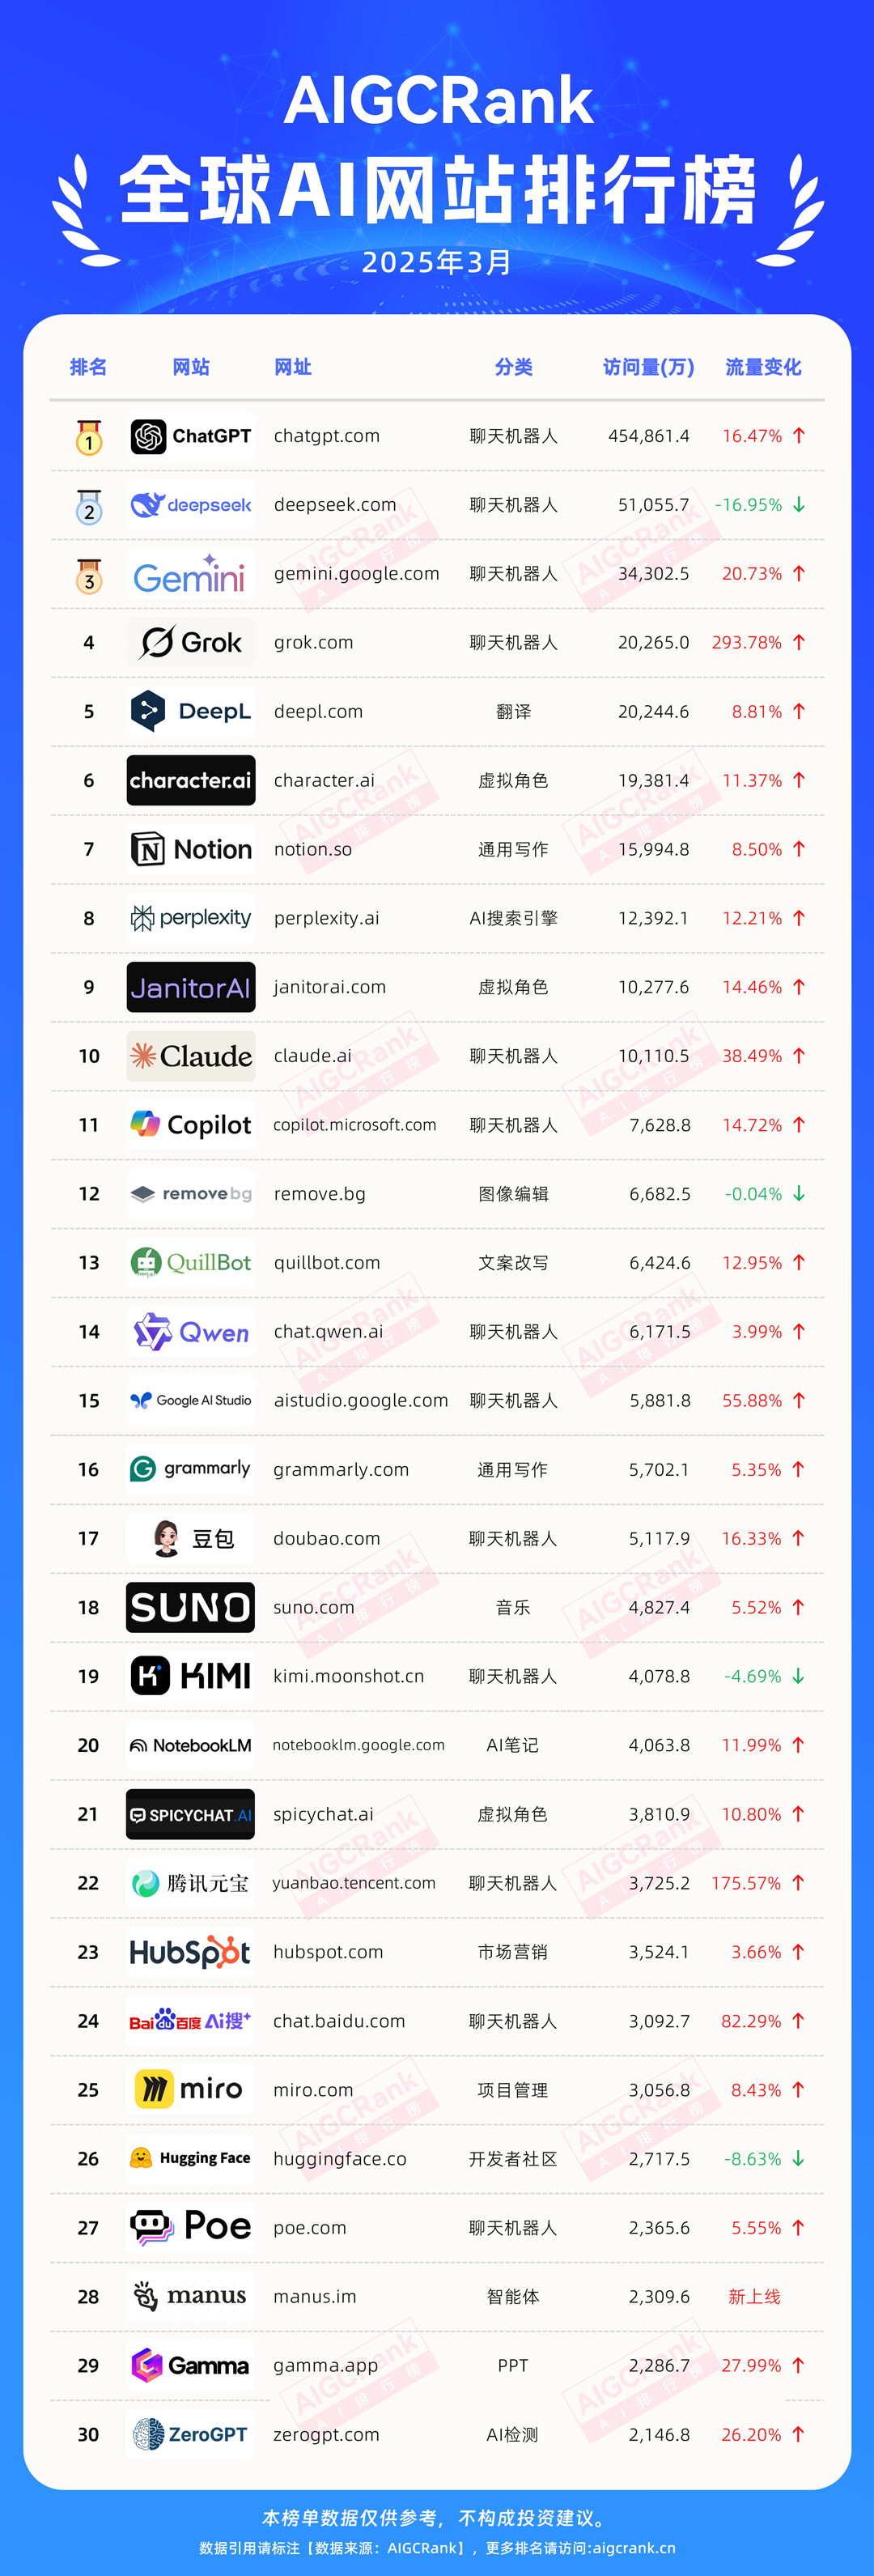 AIGCRank
全球AI网站排行榜
2025年3月
排名 网站 网址 分类 访问量(万) 流量变化
1 ChatGPT chatgpt.com 聊天机器人 454,861.4 16.47% ↑
2 deepseek deepseek.com 聊天机器人 51,055.7 -16.95% ↓
3 Gemini gemini.google.com 聊天机器人 34,302.5 20.73% ↑
4 Grok grok.com 聊天机器人 20,265.0 293.78% ↑
5 DeepL deepl.com 翻译 20,244.6 8.81% ↑
6 character.ai character.ai 虚拟角色 19,381.4 11.37% ↑
7 Notion notion.so 通用写作 15,994.8 8.50% ↑
8 perplexity perplexity.ai AI搜索引擎 12,392.1 12.21% ↑
9 JanitorAI janitorai.com 虚拟角色 10,277.6 14.46% ↑
10 Claude claude.ai 聊天机器人 10,110.5 38.49% ↑
11 Copilot copilot.microsoft.com 聊天机器人 7,628.8 14.72% ↑
12 removebg remove.bg 图像编辑 6,682.5 -0.04% ↓
13 QuillBot quillbot.com 文案改写 6,424.6 12.95% ↑
14 Qwen chat.qwen.ai 聊天机器人 6,171.5 3.99% ↑
15 Google AI Studio aistudio.google.com 聊天机器人 5,881.8 55.88% ↑
16 grammarly grammarly.com 通用写作 5,702.1 5.35% ↑
17 豆包 doubao.com 聊天机器人 5,117.9 16.33% ↑
18 SUNO suno.com 音乐 4,827.4 5.52% ↑
19 KIMI kimi.moonshot.cn 聊天机器人 4,078.8 -4.69% ↓
20 NotebookLM notebooklm.google.com AI笔记 4,063.8 11.99% ↑
21 SPICYCHAT.AI spicychat.ai 虚拟角色 3,810.9 10.80% ↑
22 腾讯元宝 yuanbao.tencent.com 聊天机器人 3,725.2 175.57% ↑
23 HubSpot hubspot.com 市场营销 3,524.1 3.66% ↑
24 Bai du 百度 Ai搜 chat.baidu.com 聊天机器人 3,092.7 82.29% ↑
25 miro miro.com 项目管理 3,056.8 8.43% ↑
26 Hugging Face huggingface.co 开发者社区 2,717.5 -8.63% ↓
27 Poe poe.com 聊天机器人 2,365.6 5.55% ↑
28 manus manus.im 智能体 2,309.6 新上线
29 Gamma gamma.app PPT 2,286.7 27.99% ↑
30 ZeroGPT zerogpt.com AI检测 2,146.8 26.20% ↑
本榜单数据仅供参考，不构成投资建议。
数据引用请标注【数据来源：AIGCRank】，更多排名请访问:aigcrank.cn